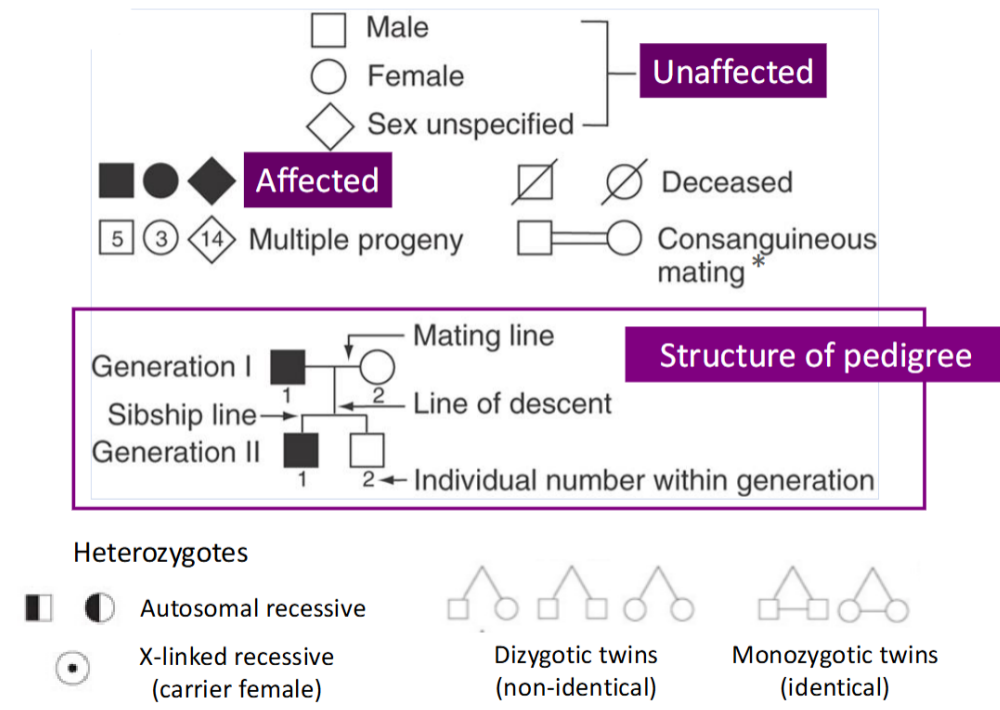 Male
Female
Sex unspecified
Unaffected
Affected
Deceased
5 3 14 Multiple progeny
Consanguineous
mating *
Mating line
Structure of pedigree
Generation I
1 2
Line of descent
Sibship line
Generation II
1 2
Individual number within generation
Heterozygotes
Autosomal recessive
X-linked recessive
(carrier female)
Dizygotic twins
(non-identical)
Monozygotic twins
(identical)